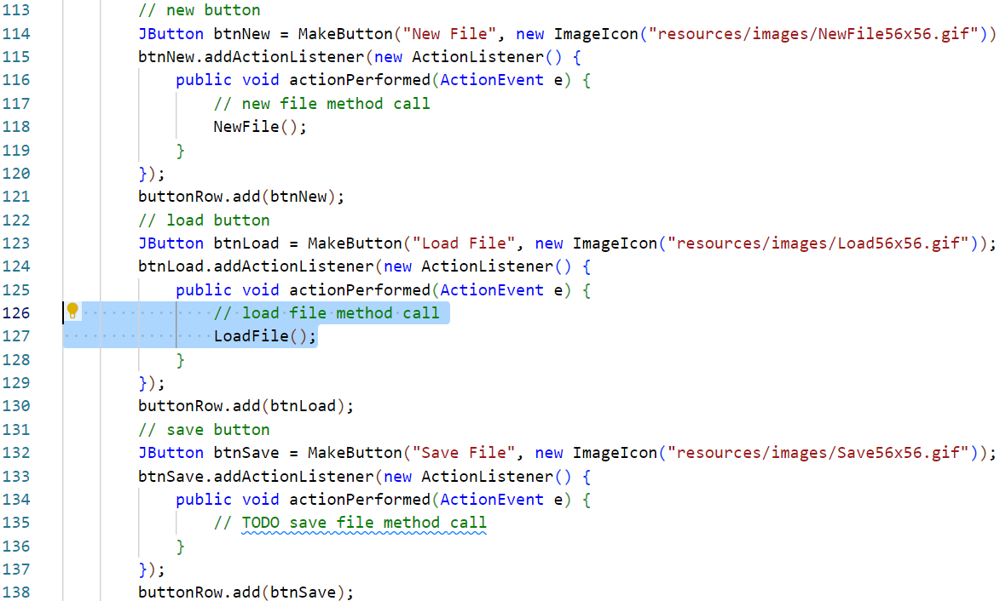 113 // new button
114 JButton btnNew = MakeButton("New File", new ImageIcon("resources/images/NewFile56x56.gif"))
115 btnNew.addActionListener(new ActionListener() {
116 public void actionPerformed(ActionEvent e) {
117 // new file method call
118 NewFile();
119 }
120 });
121 buttonRow.add(btnNew);
122 // load button
123 JButton btnLoad = MakeButton("Load File", new ImageIcon("resources/images/Load56x56.gif"));
124 btnLoad.addActionListener(new ActionListener() {
125 public void actionPerformed(ActionEvent e) {
126 // load file method call
127 LoadFile();
128 }
129 });
130 buttonRow.add(btnLoad);
131 // save button
132 JButton btnSave = MakeButton("Save File", new ImageIcon("resources/images/Save56x56.gif"));
133 btnSave.addActionListener(new ActionListener() {
134 public void actionPerformed(ActionEvent e) {
135 // TODO save file method call
136 }
137 });
138 buttonRow.add(btnSave);